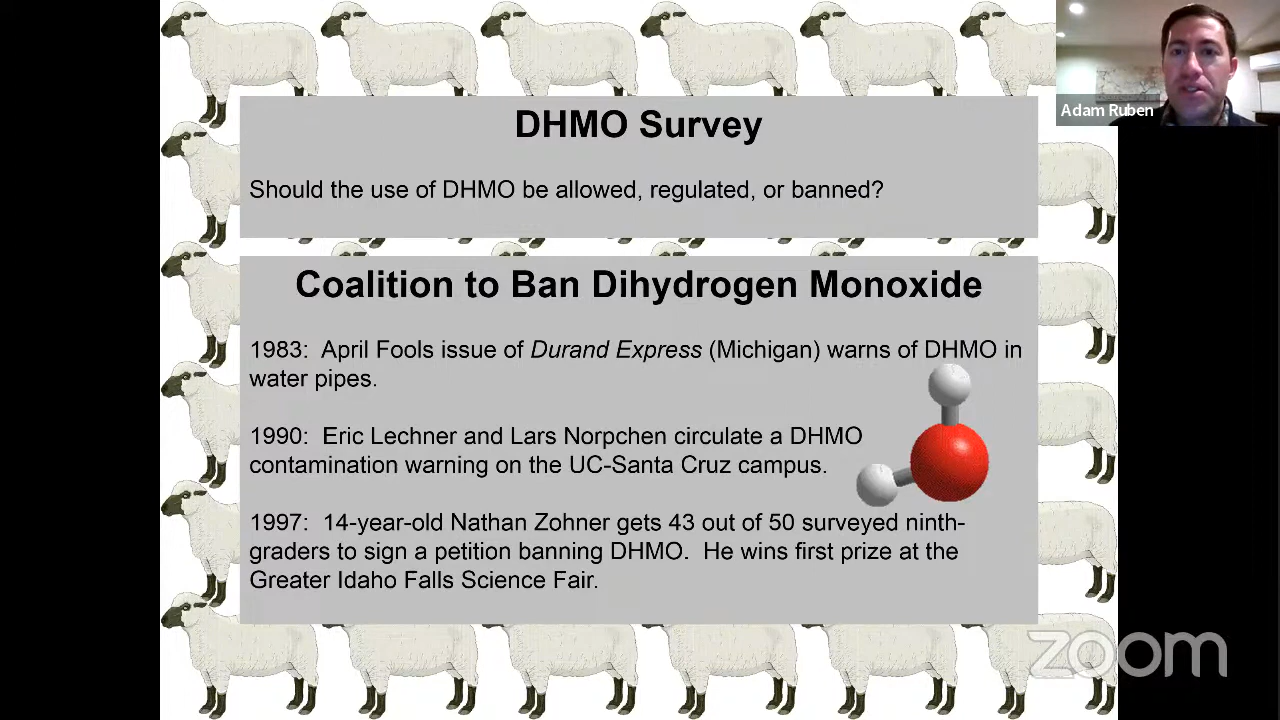 Adam Ruben
DHMO Survey
Should the use of DHMO be allowed, regulated, or banned?
Coalition to Ban Dihydrogen Monoxide
1983:  April Fools issue of Durand Express (Michigan) warns of DHMO in
water pipes.
1990:  Eric Lechner and Lars Norpchen circulate a DHMO
contamination warning on the UC-Santa Cruz campus.
1997:  14-year-old Nathan Zohner gets 43 out of 50 surveyed ninth-
graders to sign a petition banning DHMO.  He wins first prize at the
Greater Idaho Falls Science Fair.
zoom